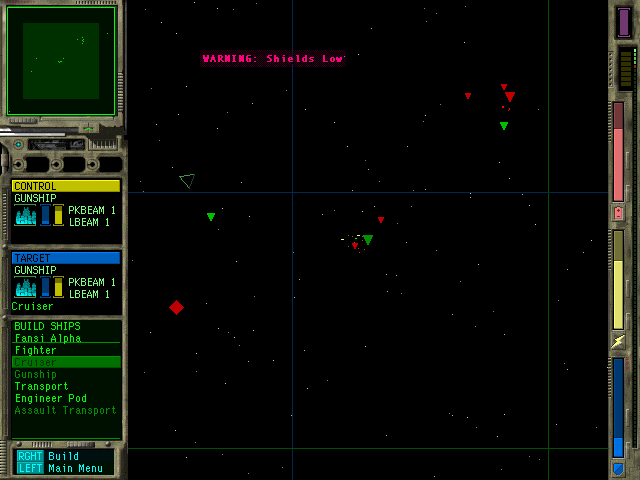 WARNING: Shields Low
CONTROL
GUNSHIP
PKBEAM 1
LBEAM 1
TARGET
GUNSHIP
PKBEAM 1
LBEAM 1
Cruiser
BUILD SHIPS
Fansi Alpha
Fighter
Cruiser
Gunship
Transport
Engineer Pod
Assault Transport
RGHT Build
LEFT Main Menu